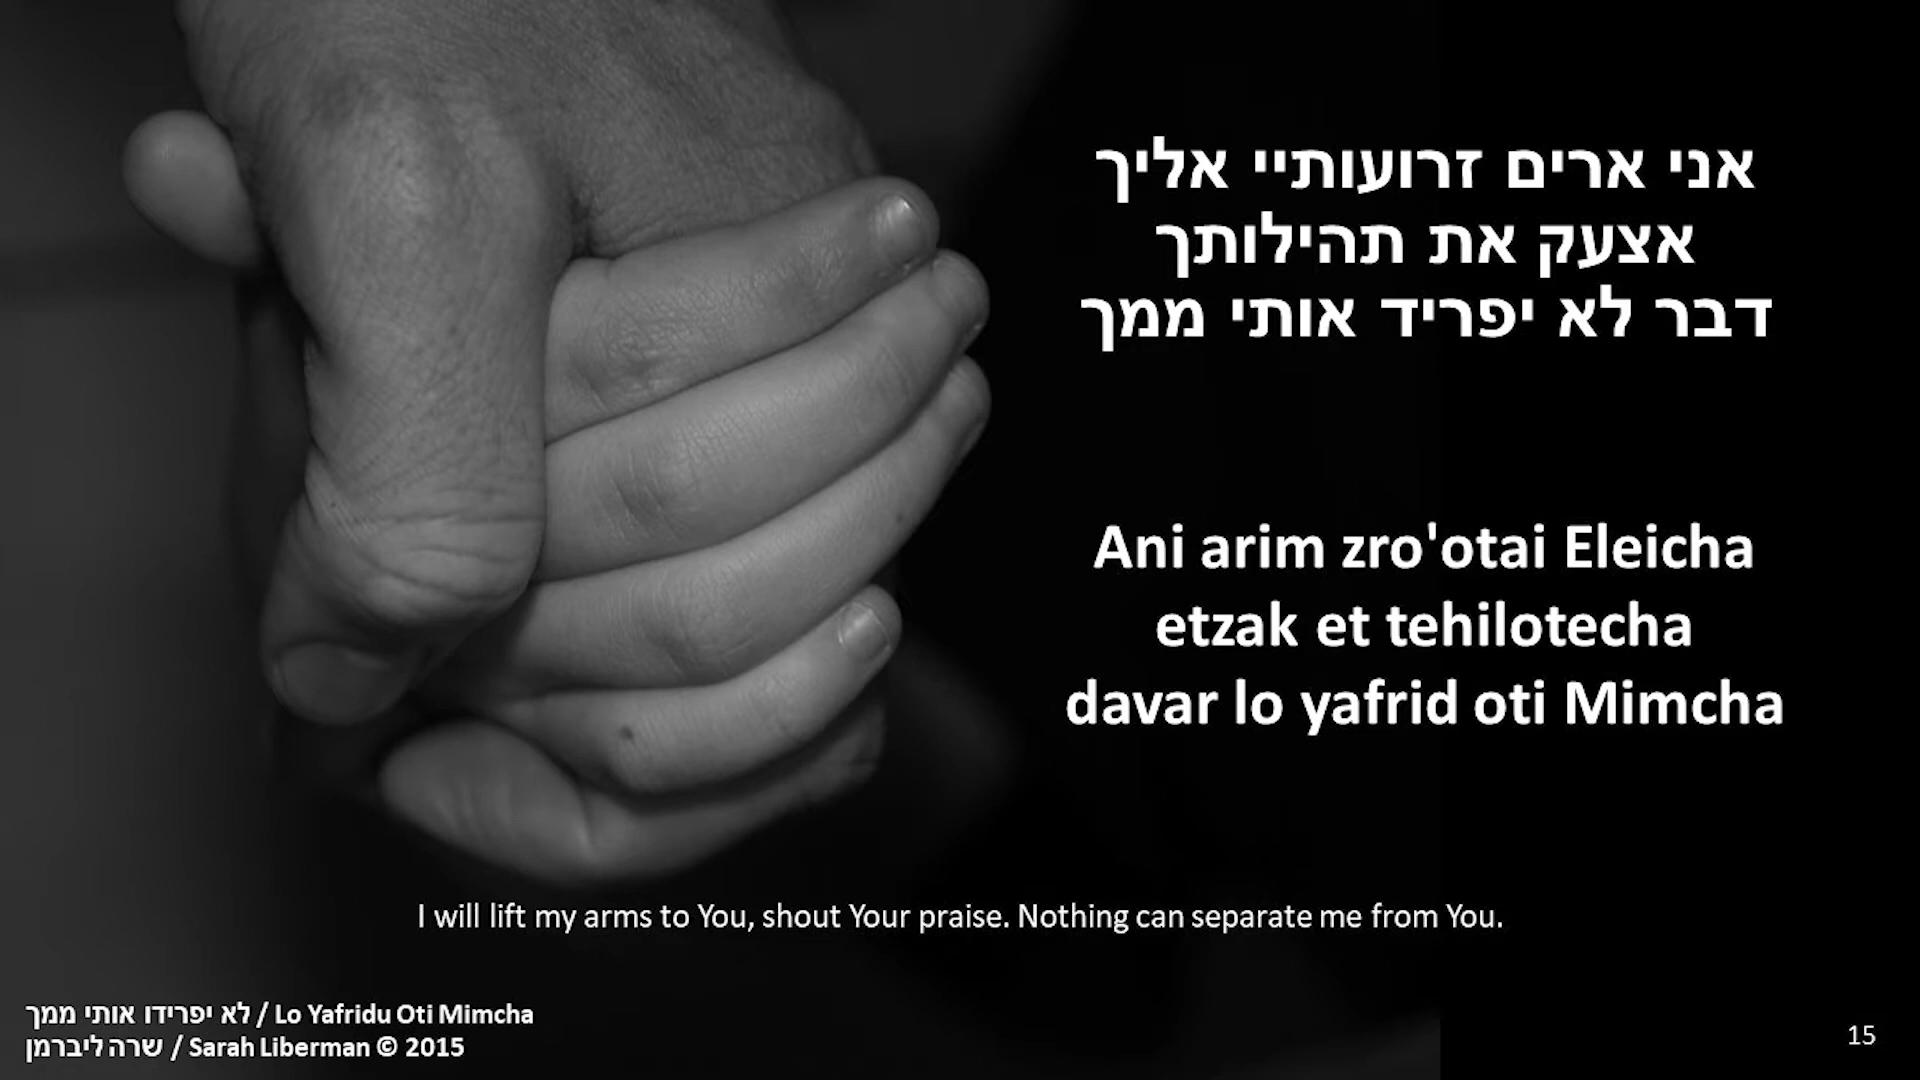 אני ארים זרועותיי אליך
אצעק את תהילותך
דבר לא יפריד אותי ממך
Ani arim zro'otai Eleicha
etzak et tehilotecha
davar lo yafrid oti Mimcha
I will lift my arms to You, shout Your praise. Nothing can separate me from You.
לא יפרידו אותי ממך / Lo Yafridu Oti Mimcha
שרה ליברמן / Sarah Liberman © 2015
15